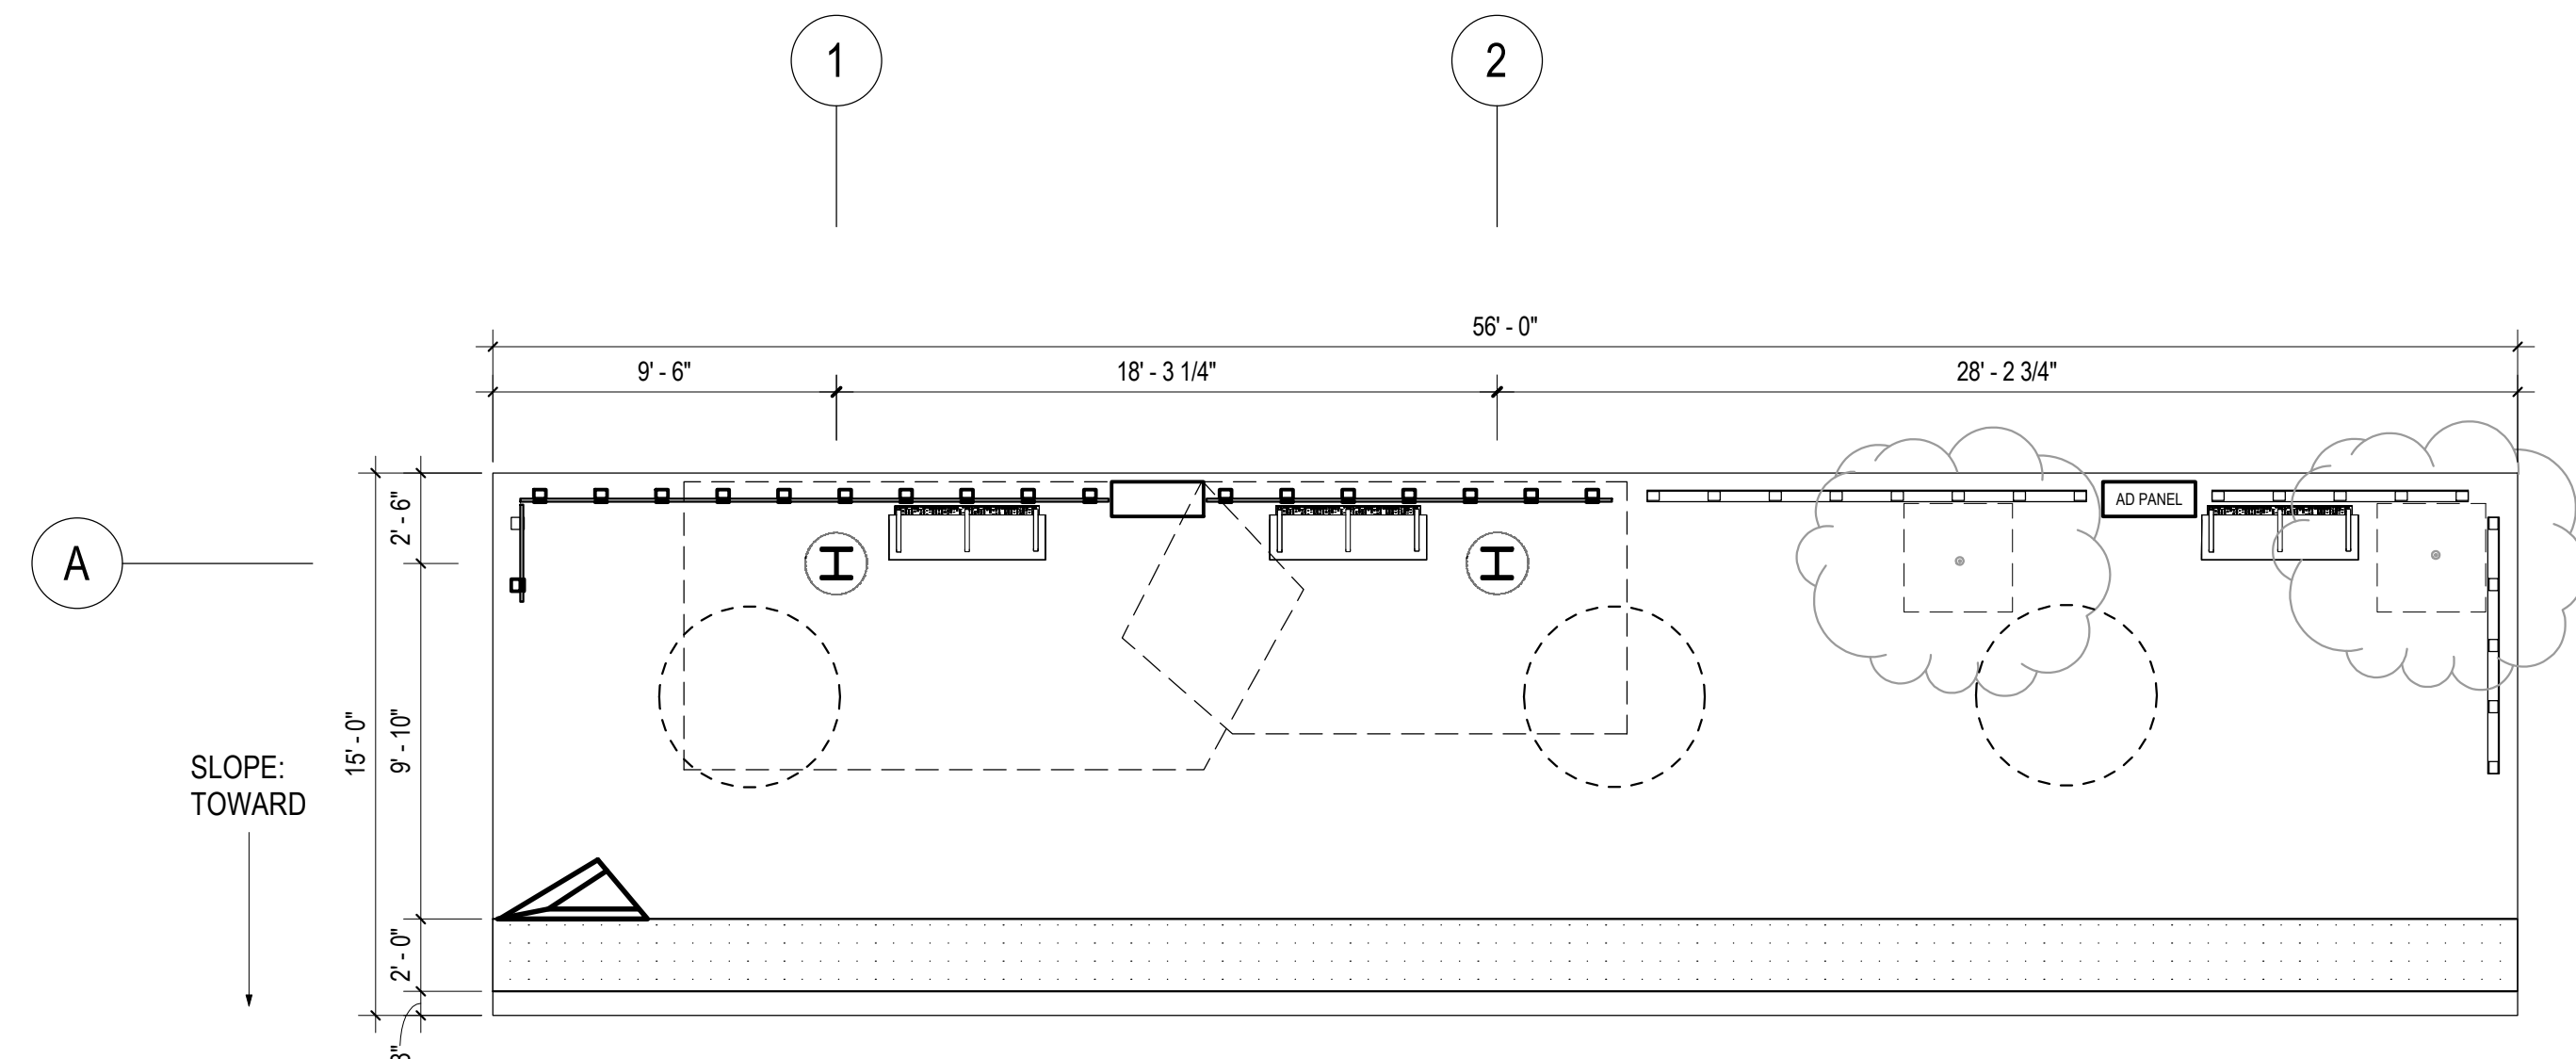 1
2
56' - 0"
9' - 6"
18' - 3 1/4"
28' - 2 3/4"
A
2' - 6"
AD PANEL
15' - 0"
9' - 10"
SLOPE:
TOWARD
2' - 0"